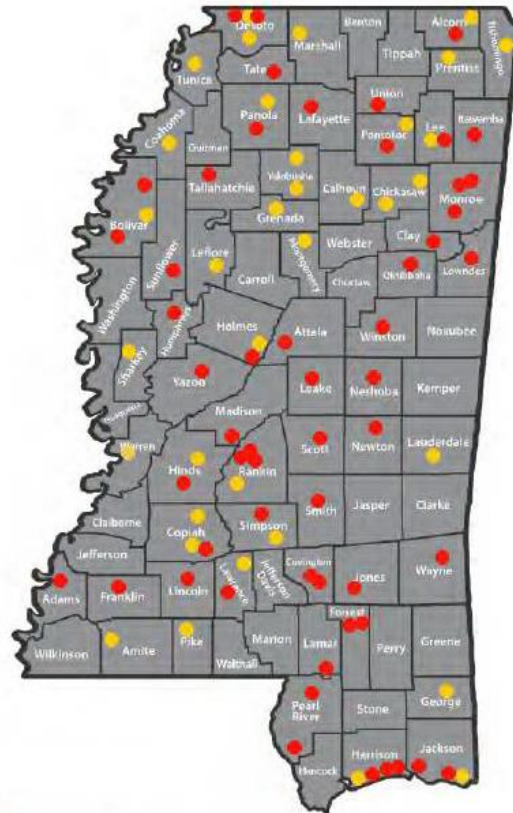 Desoto
Benton
Alcorn
Tishomingo
Marshall
Tippah
Prentiss
Tunica
Tate
Union
Panola
Lafayette
Pontotoc
Lee
Itawamba
Coahoma
Quitman
Tallahatchie
Yalobusha
Calhoun
Chickasaw
Monroe
Bolivar
Grenada
Sunflower
Leflore
Montgomery
Webster
Clay
Carroll
Choctaw
Oktibbeha
Lowndes
Washington
Humphreys
Holmes
Attala
Winston
Noxubee
Sharkey
Yazoo
Leake
Neshoba
Kemper
Madison
Warren
Hinds
Rankin
Scott
Newton
Lauderdale
Claiborne
Copiah
Simpson
Smith
Jasper
Clarke
Jefferson
Adams
Franklin
Lincoln
Lawrence
Jefferson
Davis
Covington
Jones
Wayne
Wilkinson
Amite
Pike
Walthall
Marion
Lamar
Forrest
Perry
Greene
Pearl
River
Stone
George
Hancock
Harrison
Jackson